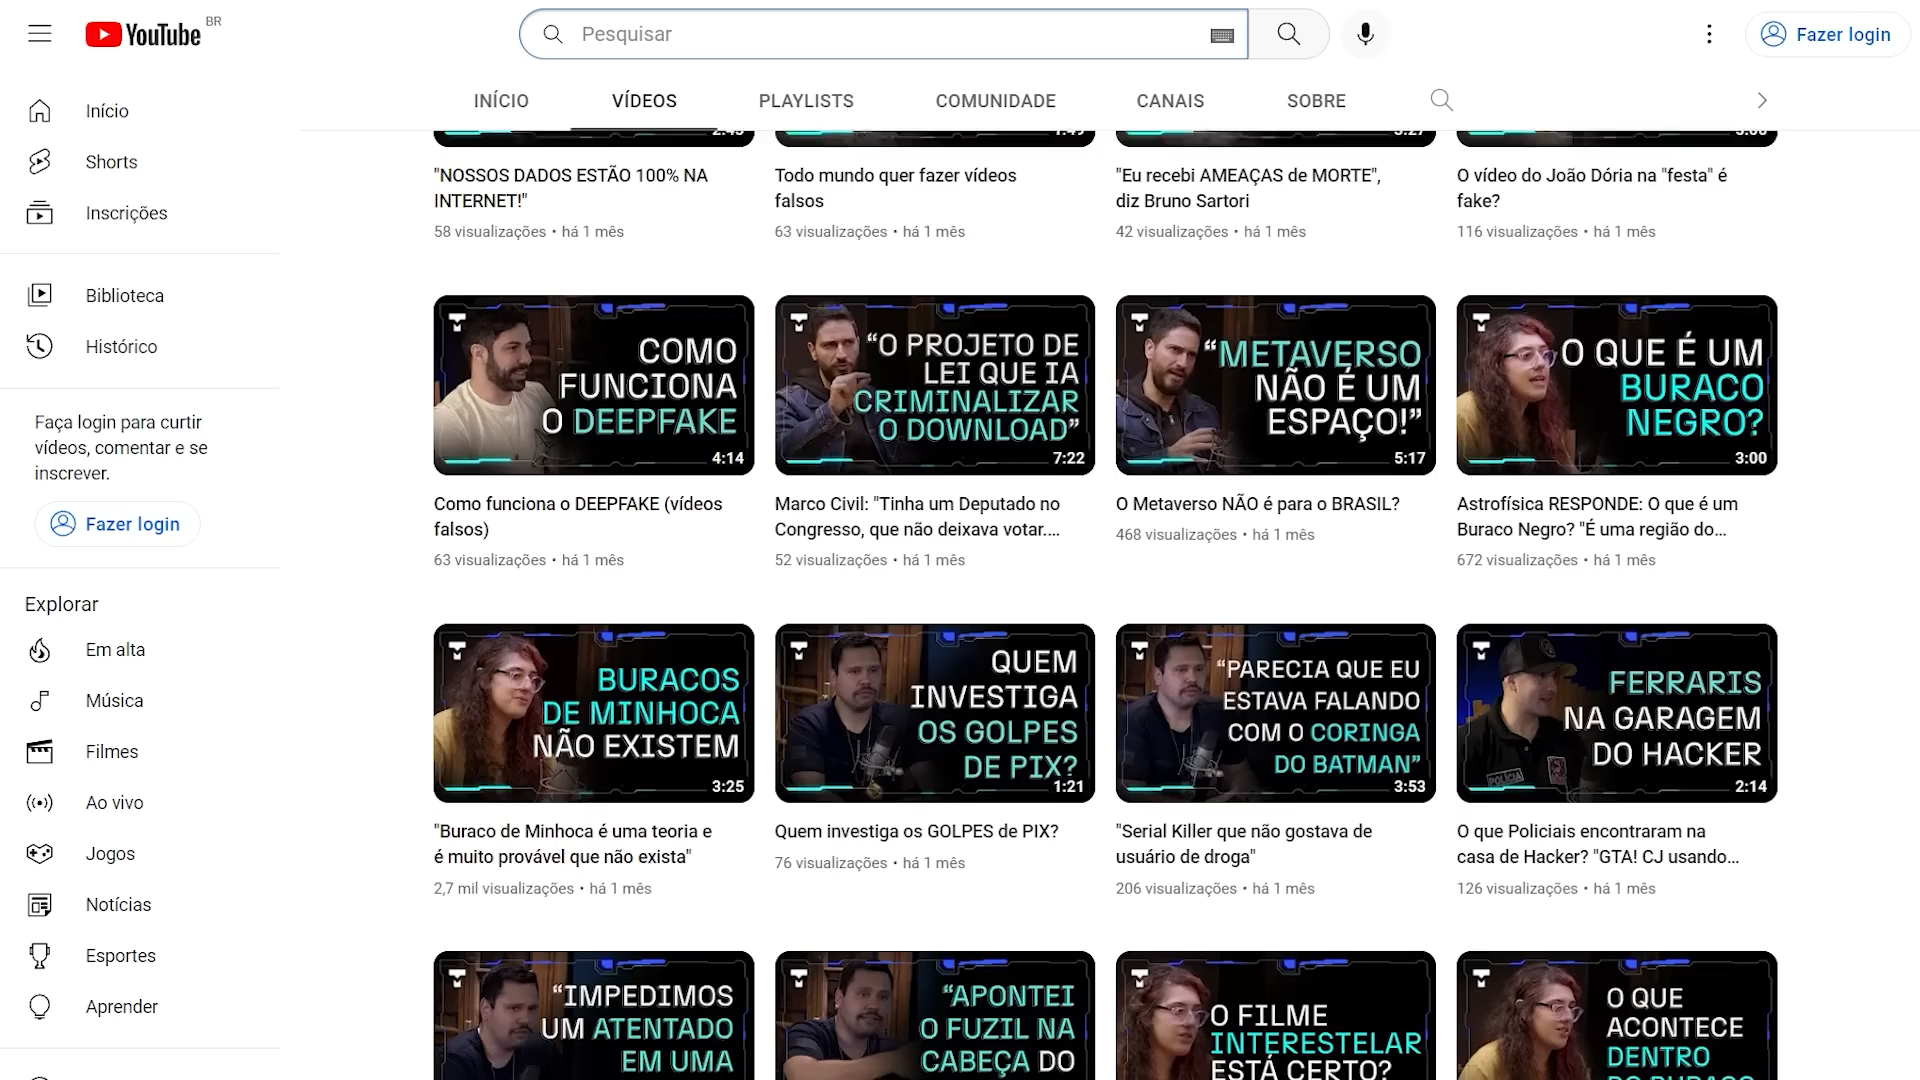 YouTube BR
Pesquisar
Fazer login
INÍCIO VÍDEOS PLAYLISTS COMUNIDADE CANAIS SOBRE
Início
Shorts
Inscrições
Biblioteca
Histórico
Faça login para curtir
vídeos, comentar e se
inscrever.
Fazer login
Explorar
Em alta
Música
Filmes
Ao vivo
Jogos
Notícias
Esportes
Aprender
"NOSSOS DADOS ESTÃO 100% NA
INTERNET!"
58 visualizações • há 1 mês
Todo mundo quer fazer vídeos
falsos
63 visualizações • há 1 mês
"Eu recebi AMEAÇAS de MORTE",
diz Bruno Sartori
42 visualizações • há 1 mês
O vídeo do João Dória na "festa" é
fake?
116 visualizações • há 1 mês
COMO
FUNCIONA
O DEEPFAKE
4:14
Como funciona o DEEPFAKE (vídeos
falsos)
63 visualizações • há 1 mês
“O PROJETO DE
LEI QUE IA
CRIMINALIZAR
O DOWNLOAD”
7:22
Marco Civil: "Tinha um Deputado no
Congresso, que não deixava votar....
52 visualizações • há 1 mês
“METAVERSO
NÃO É UM
ESPAÇO!”
5:17
O Metaverso NÃO é para o BRASIL?
468 visualizações • há 1 mês
O QUE É UM
BURACO
NEGRO?
3:00
Astrofísica RESPONDE: O que é um
Buraco Negro? "É uma região do...
672 visualizações • há 1 mês
BURACOS
DE MINHOCA
NÃO EXISTEM
3:25
"Buraco de Minhoca é uma teoria e
é muito provável que não exista"
2,7 mil visualizações • há 1 mês
QUEM
INVESTIGA
OS GOLPES
DE PIX?
1:21
Quem investiga os GOLPES de PIX?
76 visualizações • há 1 mês
“PARECIA QUE EU
ESTAVA FALANDO
COM O CORINGA
DO BATMAN”
3:53
"Serial Killer que não gostava de
usuário de droga"
206 visualizações • há 1 mês
POLÍCIA
FERRARIS
NA GARAGEM
DO HACKER
2:14
O que Policiais encontraram na
casa de Hacker? "GTA! CJ usando...
126 visualizações • há 1 mês
“IMPEDIMOS
UM ATENTADO
EM UMA
“APONTEI
O FUZIL NA
CABEÇA DO
O FILME
INTERESTELAR
ESTÁ CERTO?
O QUE
ACONTECE
DENTRO
DO BURACO